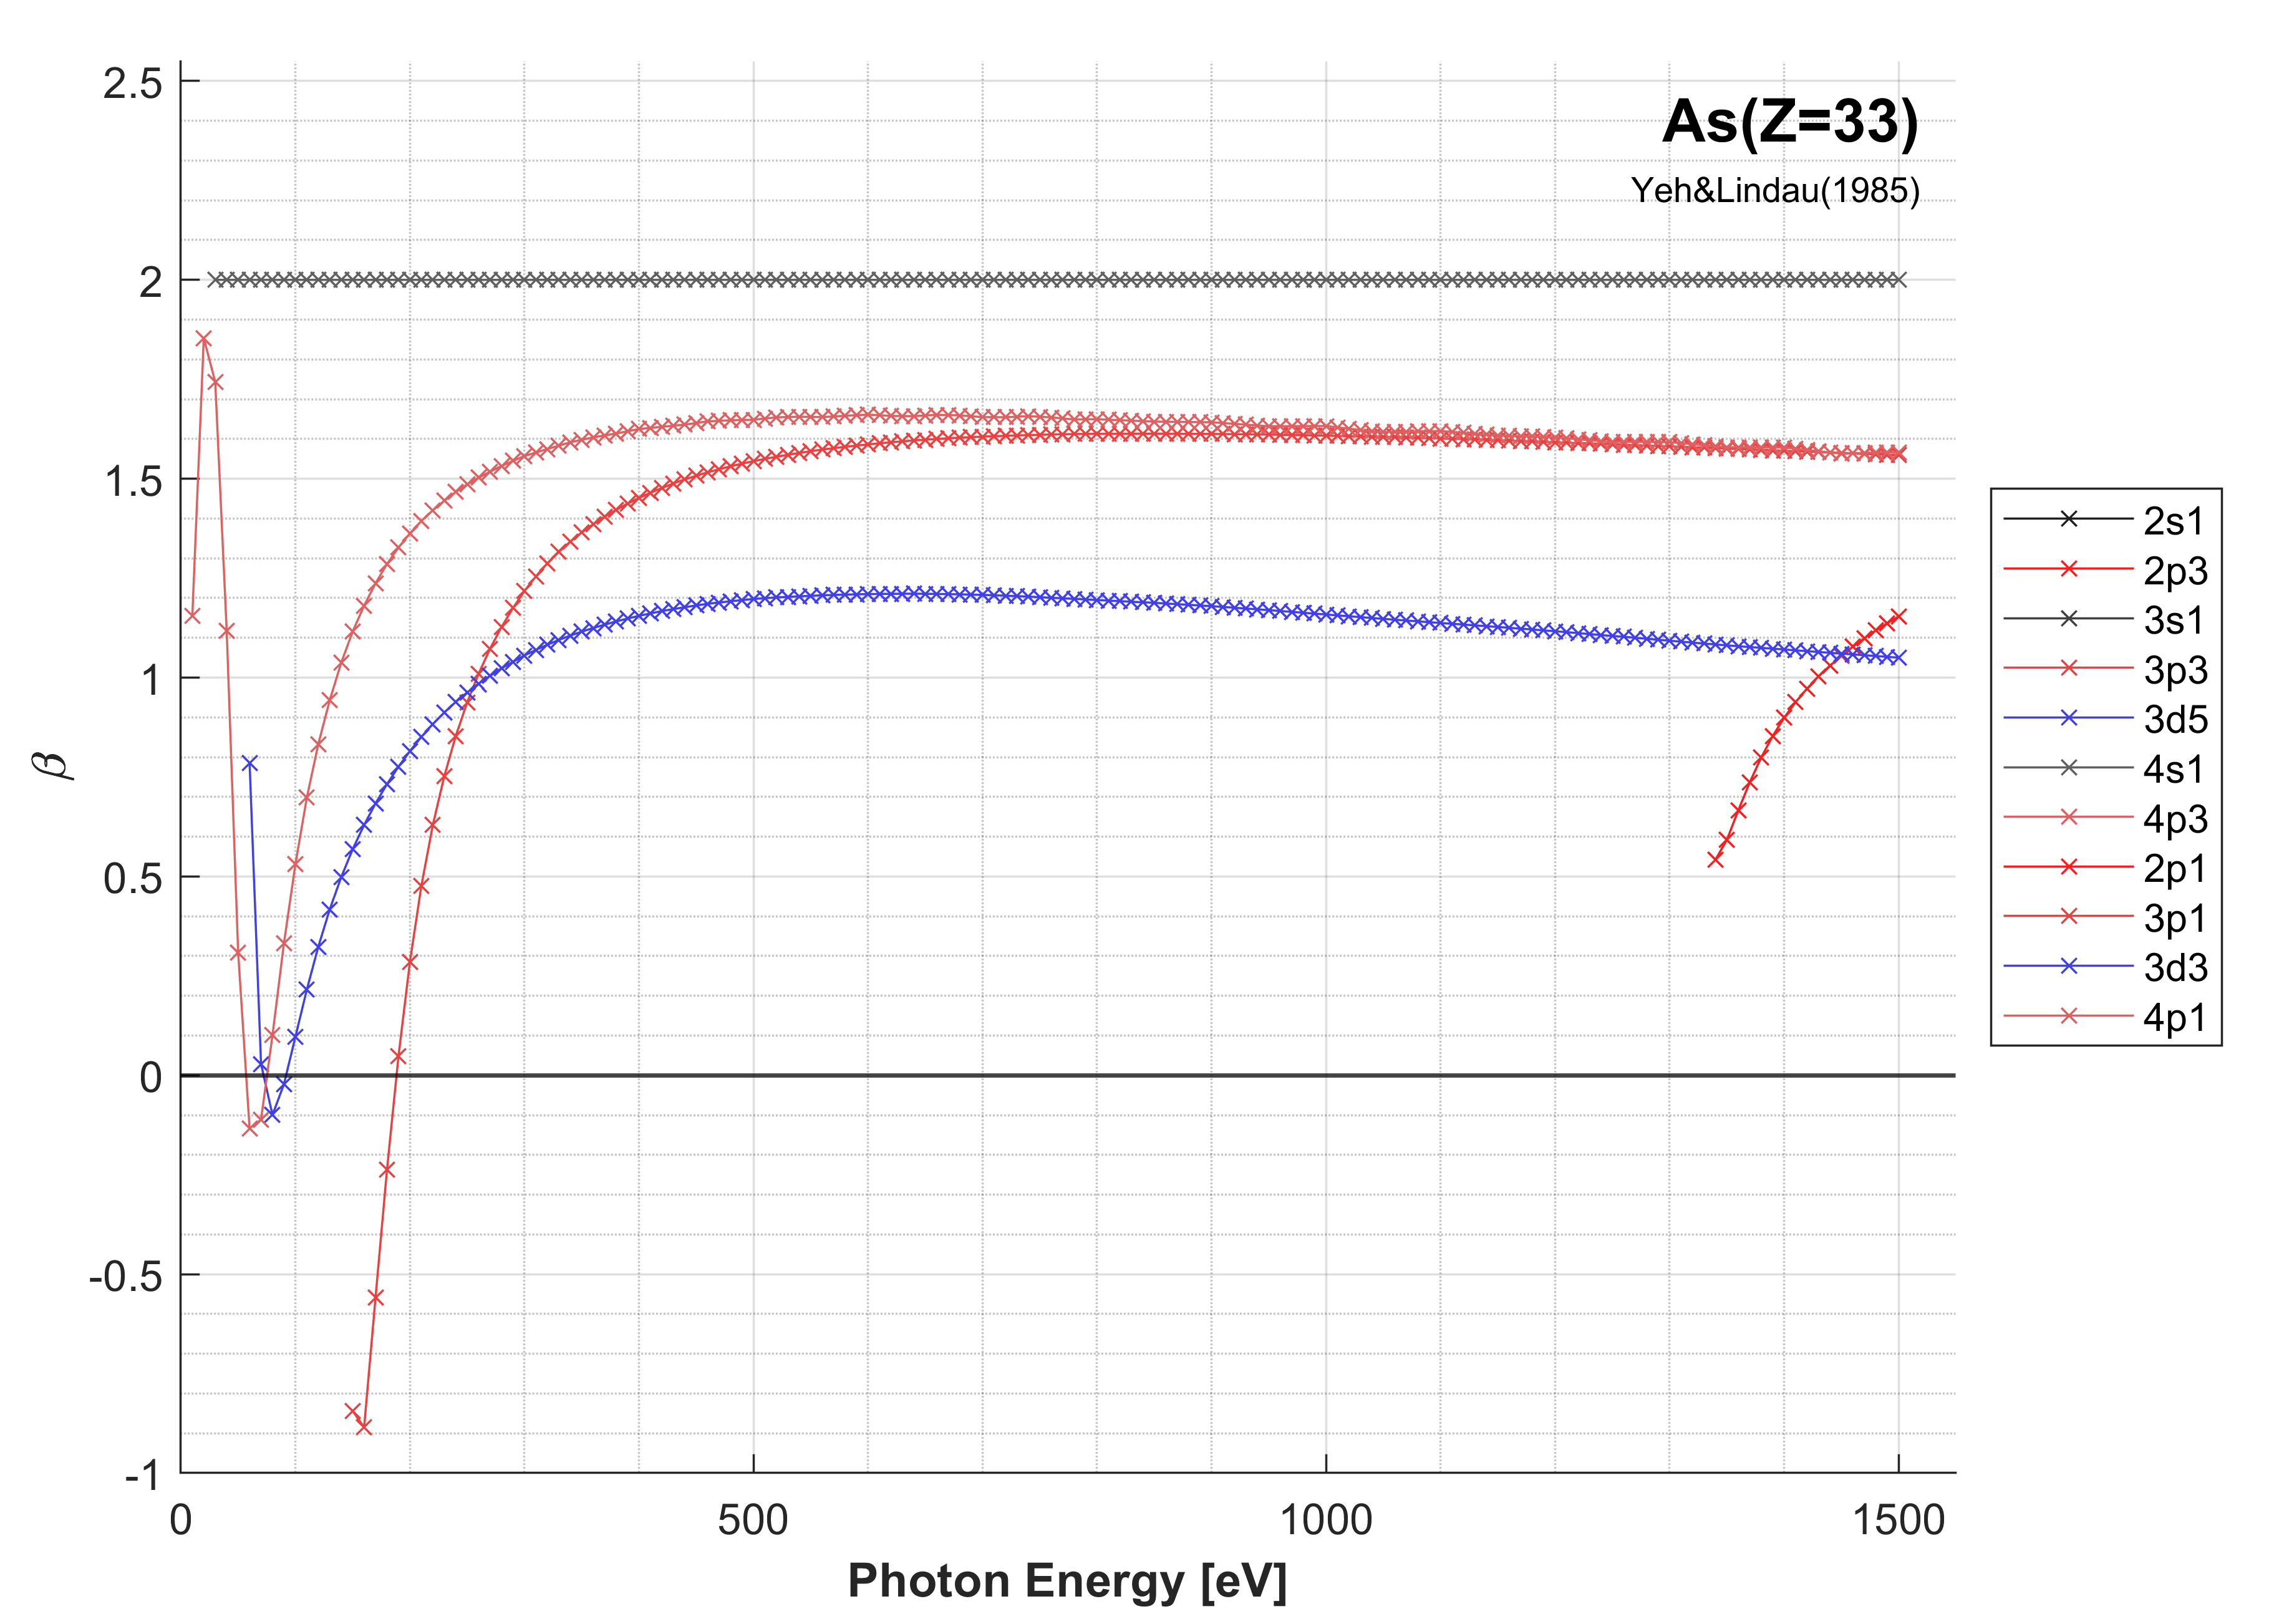 As(Z=33)
Yeh&Lindau(1985)
2.5
2
1.5
1
0.5
0
-0.5
-1
β
0 500 1000 1500
Photon Energy [eV]
2s1
2p3
3s1
3p3
3d5
4s1
4p3
2p1
3p1
3d3
4p1